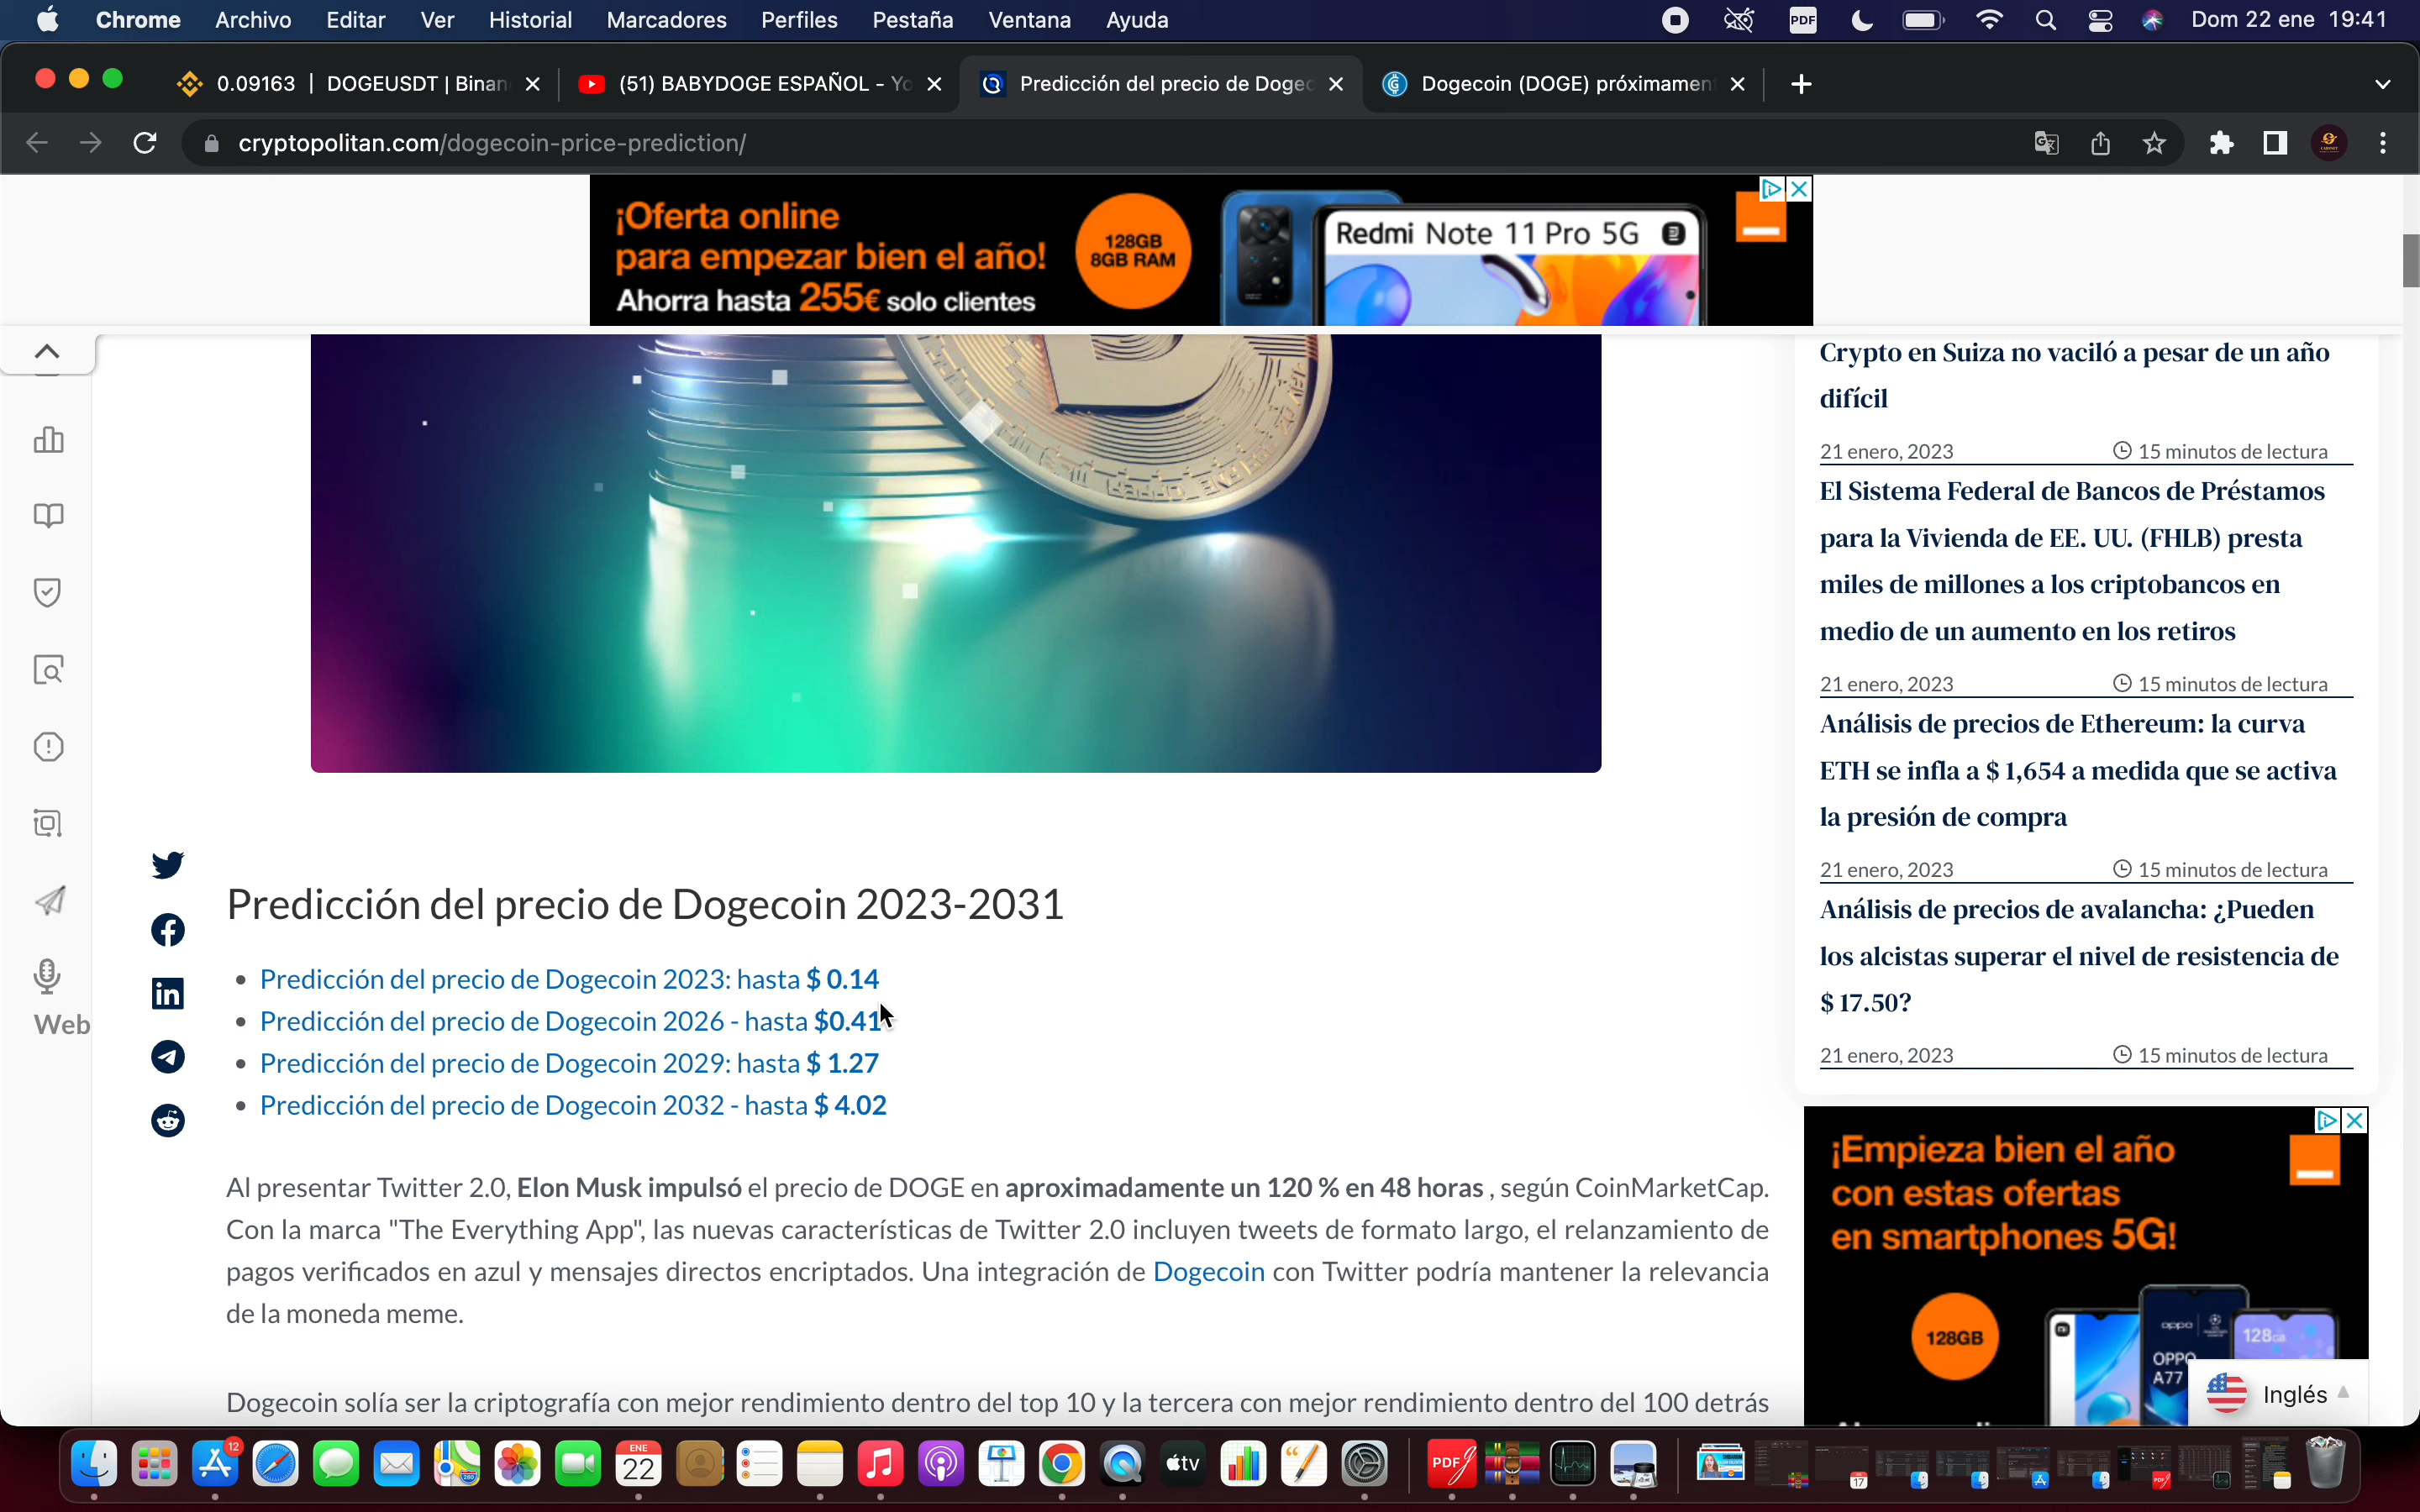 Chrome Archivo Editar Ver Historial Marcadores Perfiles Pestaña Ventana Ayuda PDF Dom 22 ene 19:41
0.09163 | DOGEUSDT | Binan (51) BABYDOGE ESPAÑOL - Yo Predicción del precio de Dogec Dogecoin (DOGE) próximamen
cryptopolitan.com/dogecoin-price-prediction/
¡Oferta online
para empezar bien el año!
Ahorra hasta 255€ solo clientes
128GB
8GB RAM
Redmi Note 11 Pro 5G
Web
Predicción del precio de Dogecoin 2023-2031
• Predicción del precio de Dogecoin 2023: hasta $ 0.14
• Predicción del precio de Dogecoin 2026 - hasta $0.41
• Predicción del precio de Dogecoin 2029: hasta $ 1.27
• Predicción del precio de Dogecoin 2032 - hasta $ 4.02
Al presentar Twitter 2.0, Elon Musk impulsó el precio de DOGE en aproximadamente un 120 % en 48 horas , según CoinMarketCap.
Con la marca "The Everything App", las nuevas características de Twitter 2.0 incluyen tweets de formato largo, el relanzamiento de
pagos verificados en azul y mensajes directos encriptados. Una integración de Dogecoin con Twitter podría mantener la relevancia
de la moneda meme.
Dogecoin solía ser la criptografía con mejor rendimiento dentro del top 10 y la tercera con mejor rendimiento dentro del 100 detrás
Crypto en Suiza no vaciló a pesar de un año
difícil
21 enero, 2023 15 minutos de lectura
El Sistema Federal de Bancos de Préstamos
para la Vivienda de EE. UU. (FHLB) presta
miles de millones a los criptobancos en
medio de un aumento en los retiros
21 enero, 2023 15 minutos de lectura
Análisis de precios de Ethereum: la curva
ETH se infla a $ 1,654 a medida que se activa
la presión de compra
21 enero, 2023 15 minutos de lectura
Análisis de precios de avalancha: ¿Pueden
los alcistas superar el nivel de resistencia de
$ 17.50?
21 enero, 2023 15 minutos de lectura
¡Empieza bien el año
con estas ofertas
en smartphones 5G!
128GB
oppo
OPPO
A77
128GB
Inglés
12
280
ENE
22
tv
PDF
17